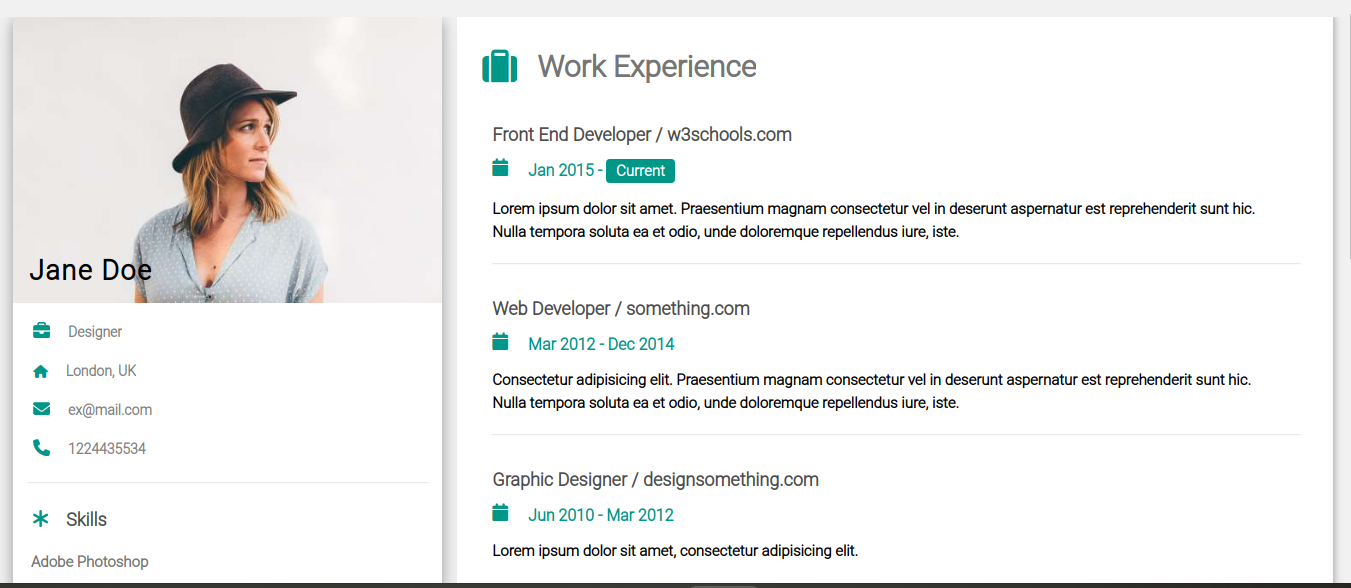 Jane Doe
Designer
London, UK
ex@mail.com
1224435534
Skills
Adobe Photoshop
Work Experience
Front End Developer / w3schools.com
Jan 2015 - Current
Lorem ipsum dolor sit amet. Praesentium magnam consectetur vel in deserunt aspernatur est reprehenderit sunt hic.
Nulla tempora soluta ea et odio, unde doloremque repellendus iure, iste.
Web Developer / something.com
Mar 2012 - Dec 2014
Consectetur adipisicing elit. Praesentium magnam consectetur vel in deserunt aspernatur est reprehenderit sunt hic.
Nulla tempora soluta ea et odio, unde doloremque repellendus iure, iste.
Graphic Designer / designsomething.com
Jun 2010 - Mar 2012
Lorem ipsum dolor sit amet, consectetur adipisicing elit.